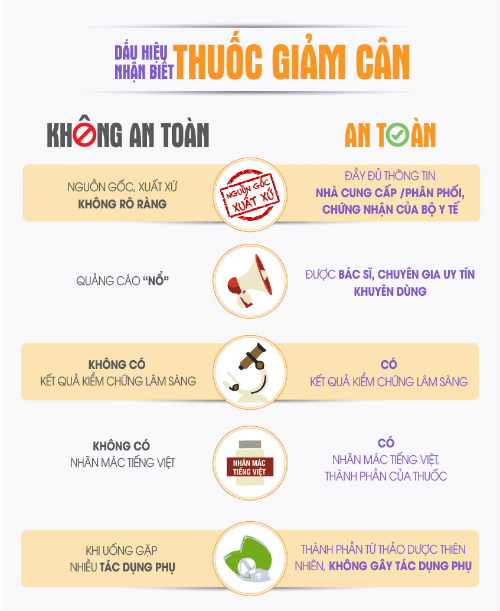 DẤU HIỆU
NHẬN BIẾT
THUỐC GIẢM CÂN
KHÔNG AN TOÀN
AN TOÀN
NGUỒN GỐC, XUẤT XỨ
KHÔNG RÕ RÀNG
NGUỒN GỐC
XUẤT XỨ
ĐẦY ĐỦ THÔNG TIN
NHÀ CUNG CẤP /PHÂN PHỐI,
CHỨNG NHẬN CỦA BỘ Y TẾ
QUẢNG CÁO “NỔ”
ĐƯỢC BÁC SĨ, CHUYÊN GIA UY TÍN
KHUYÊN DÙNG
KHÔNG CÓ
KẾT QUẢ KIỂM CHỨNG LÂM SÀNG
CÓ
KẾT QUẢ KIỂM CHỨNG LÂM SÀNG
KHÔNG CÓ
NHÃN MÁC TIẾNG VIỆT
NHÃN MÁC
TIẾNG VIỆT
CÓ
NHÃN MÁC TIẾNG VIỆT,
THÀNH PHẦN CỦA THUỐC
KHI UỐNG GẶP
NHIỀU TÁC DỤNG PHỤ
THÀNH PHẦN TỪ THẢO DƯỢC THIÊN
NHIÊN, KHÔNG GÂY TÁC DỤNG PHỤ